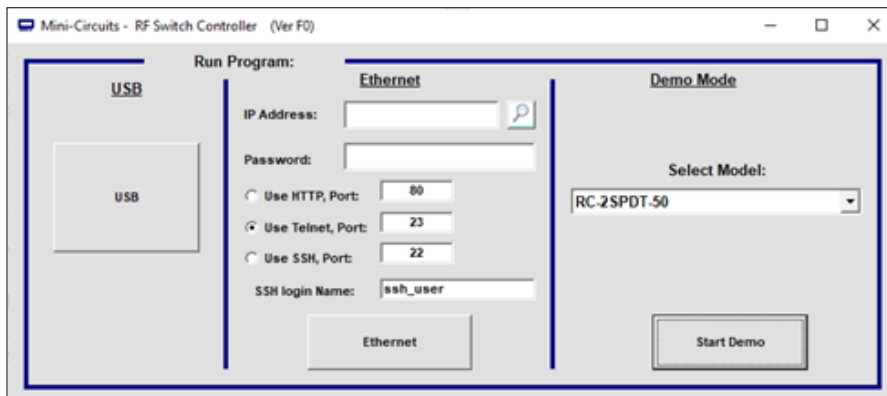 Mini-Circuits - RF Switch Controller (Ver F0)
Run Program:
USB
USB
Ethernet
IP Address:
Password:
Use HTTP, Port: 80
Use Telnet, Port: 23
Use SSH, Port: 22
SSH login Name: ssh_user
Ethernet
Demo Mode
Select Model:
RC-2SPDT-50
Start Demo